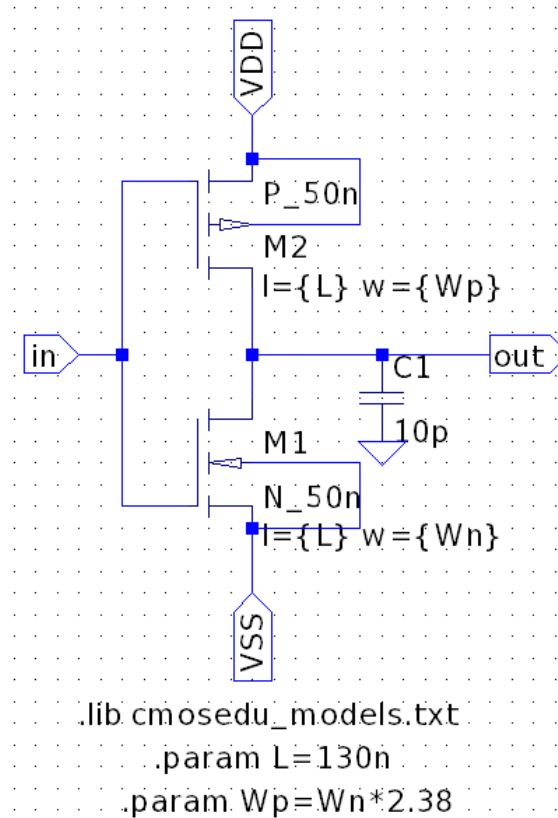 VDD
P_50n
M2
l={L} w={Wp}
in
out
C1
10p
M1
N_50n
l={L} w={Wn}
VSS
.lib cmosedu_models.txt
.param L=130n
.param Wp=Wn*2.38